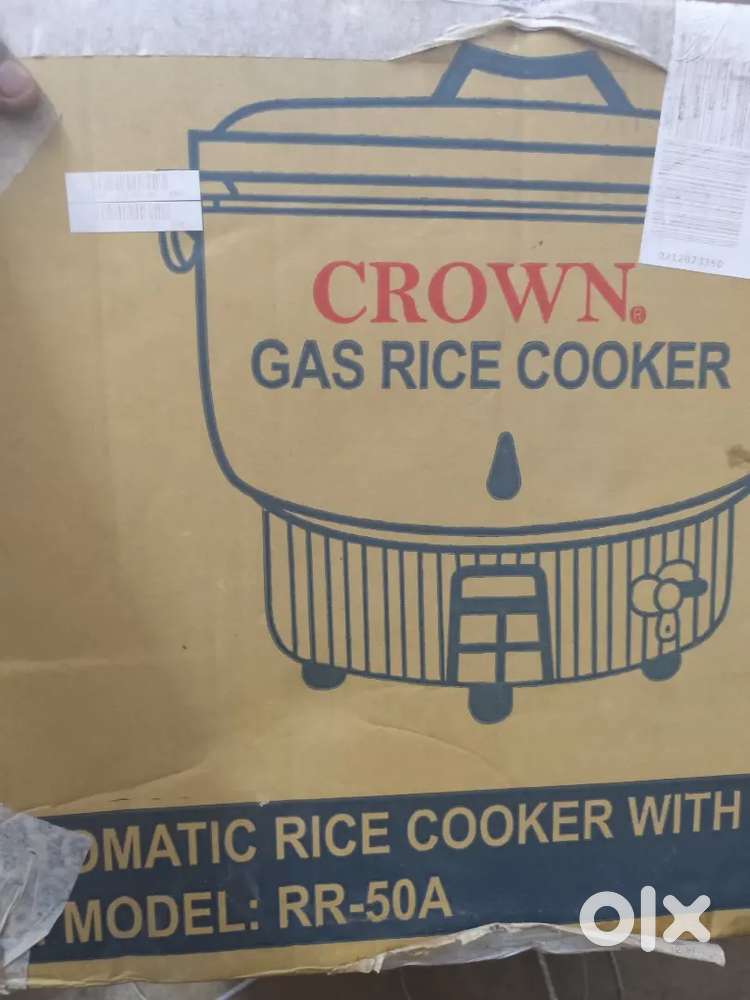 CROWN®
GAS RICE COOKER
OMATIC RICE COOKER WITH
MODEL: RR-50A
olx